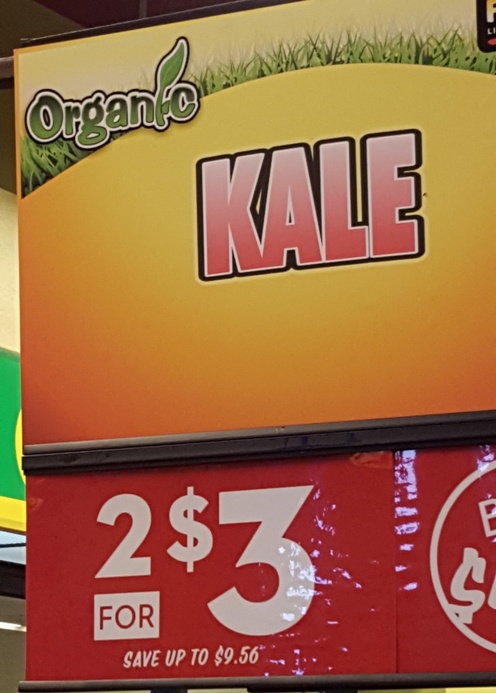 Organic
KALE
2 $3
FOR
SAVE UP TO $9.56